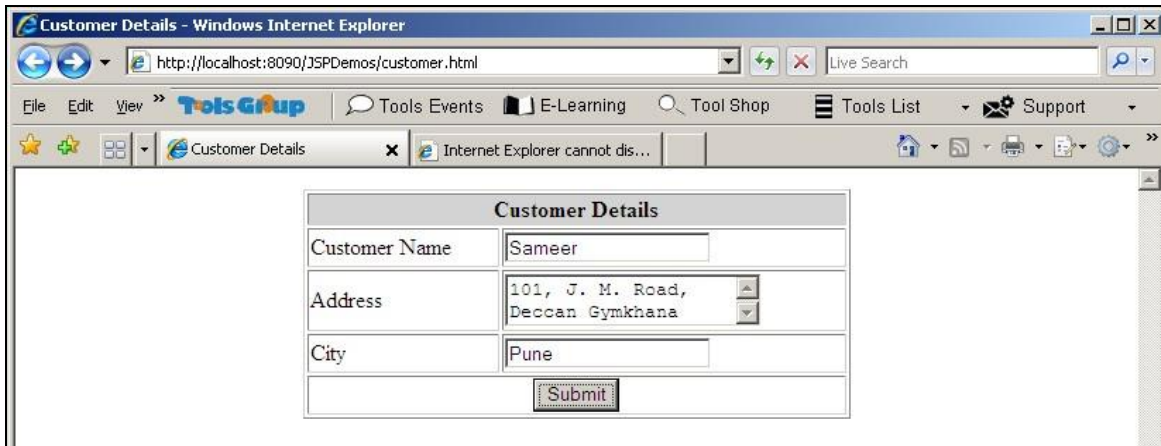 Customer Details - Windows Internet Explorer
http://localhost:8090/JSPDemos/customer.html
Live Search
File Edit View » Tools Group Tools Events E-Learning Tool Shop Tools List Support
Customer Details Internet Explorer cannot dis... »
Customer Details
Customer Name Sameer
Address 101, J. M. Road,
Deccan Gymkhana
City Pune
Submit